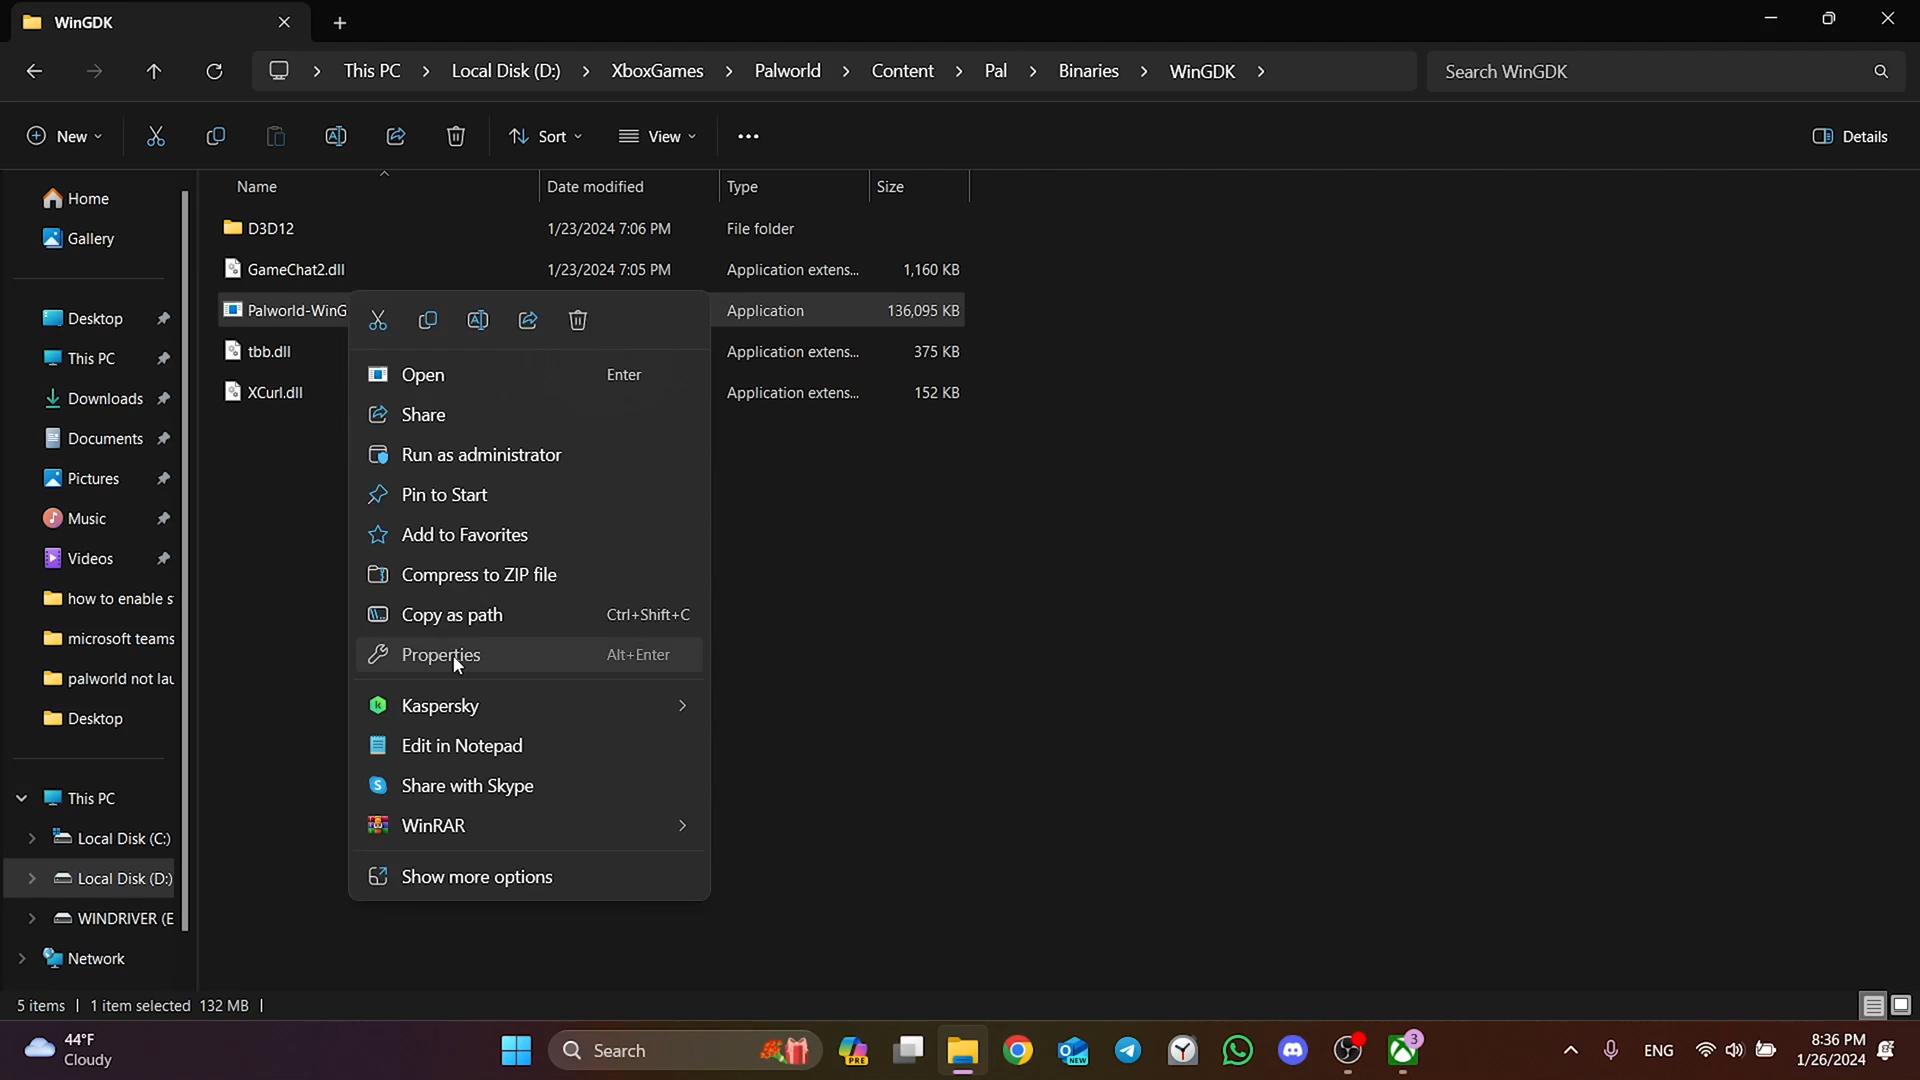 WinGDK
This PC
Local Disk (D:)
XboxGames
Palworld
Content
Pal
Binaries
WinGDK
Search WinGDK
New
Sort
View
Details
Name
Date modified
Type
Size
Home
Gallery
Desktop
This PC
Downloads
Documents
Pictures
Music
Videos
how to enable s
microsoft teams
palworld not lau
Desktop
This PC
Local Disk (C:)
Local Disk (D:)
WINDRIVER (E
Network
D3D12
1/23/2024 7:06 PM
File folder
GameChat2.dll
1/23/2024 7:05 PM
Application extens...
1,160 KB
Palworld-WinG
Application
136,095 KB
tbb.dll
Application extens...
375 KB
XCurl.dll
Application extens...
152 KB
Open
Enter
Share
Run as administrator
Pin to Start
Add to Favorites
Compress to ZIP file
Copy as path
Ctrl+Shift+C
Properties
Alt+Enter
Kaspersky
Edit in Notepad
Share with Skype
WinRAR
Show more options
5 items
1 item selected 132 MB
44°F
Cloudy
Search
PRE
NEW
3
ENG
8:36 PM
1/26/2024